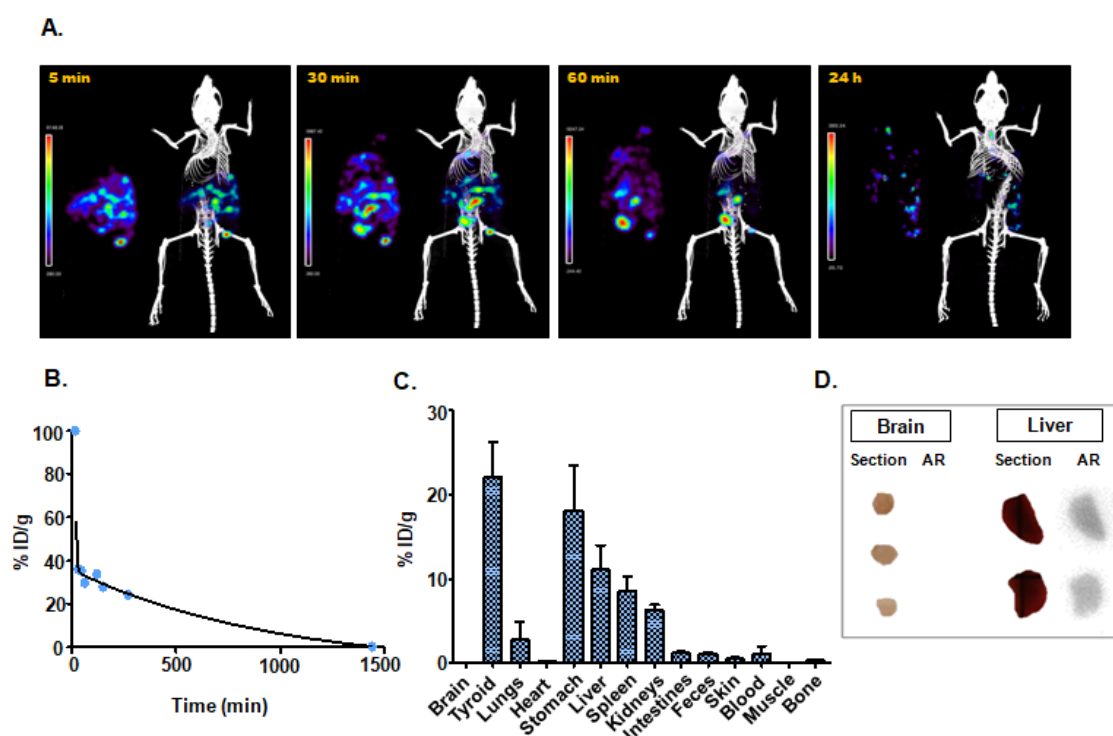 A.
5 min
30 min
60 min
24 h
B.
% ID/g
100
80
60
40
20
0
0
500
1000
1500
Time (min)
C.
% ID/g
30
20
10
0
Brain
Tyroid
Lungs
Heart
Stomach
Liver
Spleen
Kidneys
Intestines
Feces
Skin
Blood
Muscle
Bone
D.
Brain
Liver
Section AR
Section AR